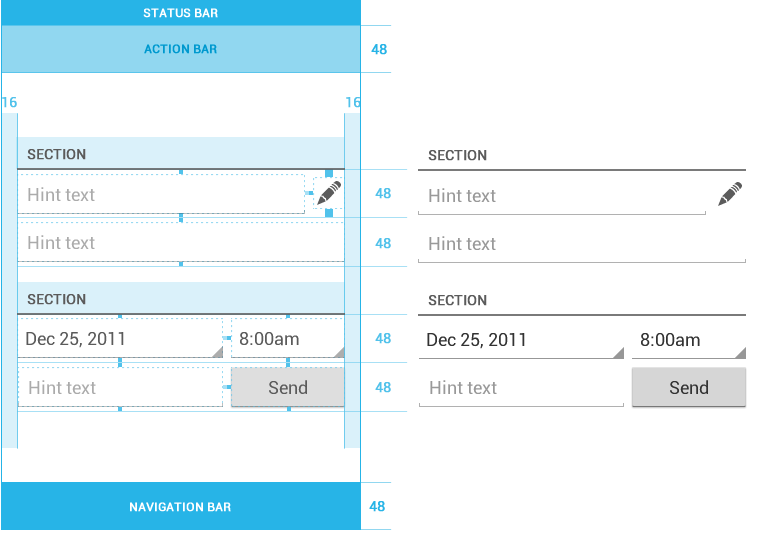 STATUS BAR
ACTION BAR 48
16 16
SECTION
Hint text 48
Hint text 48
SECTION
Dec 25, 2011 8:00am 48
Hint text Send 48
NAVIGATION BAR 48
SECTION
Hint text
Hint text
SECTION
Dec 25, 2011 8:00am
Hint text Send